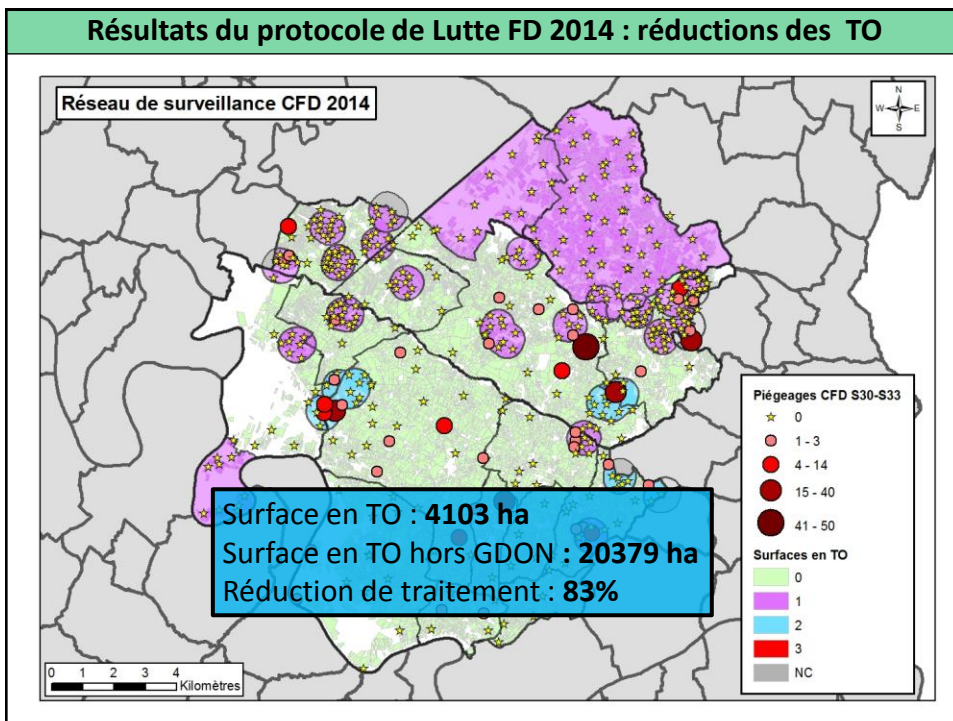 Résultats du protocole de Lutte FD 2014 : réductions des TO
Réseau de surveillance CFD 2014
N
W E
S
Piégeages CFD S30-S33
0
1 - 3
4 - 14
15 - 40
41 - 50
Surfaces en TO
0
1
2
3
NC
Surface en TO : 4103 ha
Surface en TO hors GDON : 20379 ha
Réduction de traitement : 83%
0 1 2 3 4
Kilomètres